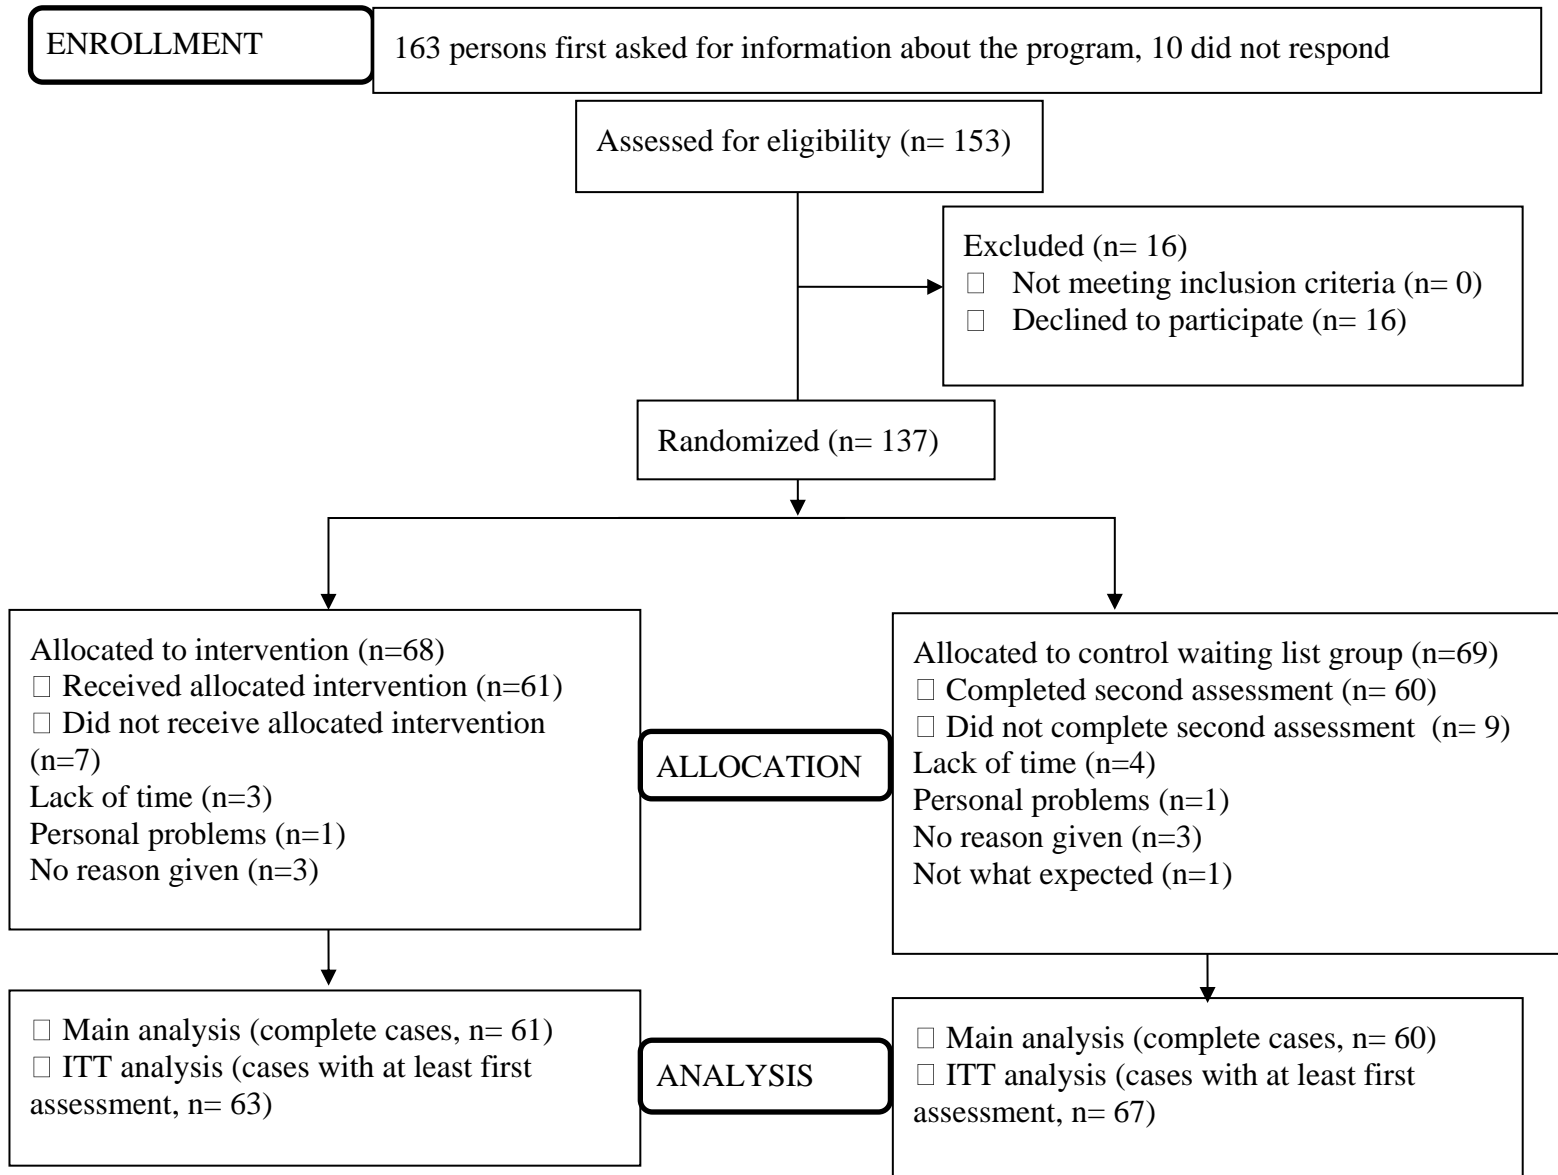 ENROLLMENT
163 persons first asked for information about the program, 10 did not respond
Assessed for eligibility (n= 153)
Excluded (n= 16)
□ Not meeting inclusion criteria (n= 0)
□ Declined to participate (n= 16)
Randomized (n= 137)
Allocated to intervention (n=68)
□ Received allocated intervention (n=61)
□ Did not receive allocated intervention
(n=7)
Lack of time (n=3)
Personal problems (n=1)
No reason given (n=3)
ALLOCATION
Allocated to control waiting list group (n=69)
□ Completed second assessment (n= 60)
□ Did not complete second assessment (n= 9)
Lack of time (n=4)
Personal problems (n=1)
No reason given (n=3)
Not what expected (n=1)
□ Main analysis (complete cases, n= 61)
□ ITT analysis (cases with at least first
assessment, n= 63)
ANALYSIS
□ Main analysis (complete cases, n= 60)
□ ITT analysis (cases with at least first
assessment, n= 67)